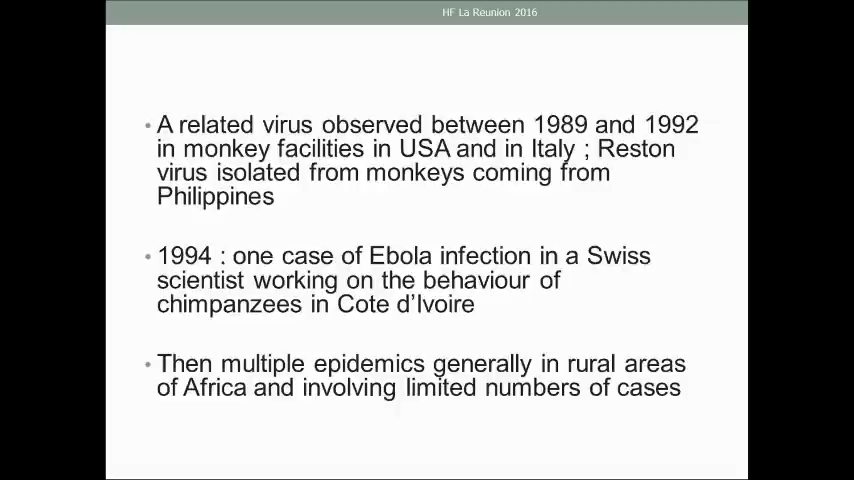 HF La Reunion 2016
• A related virus observed between 1989 and 1992
in monkey facilities in USA and in Italy ; Reston
virus isolated from monkeys coming from
Philippines
• 1994 : one case of Ebola infection in a Swiss
scientist working on the behaviour of
chimpanzees in Cote d’Ivoire
• Then multiple epidemics generally in rural areas
of Africa and involving limited numbers of cases